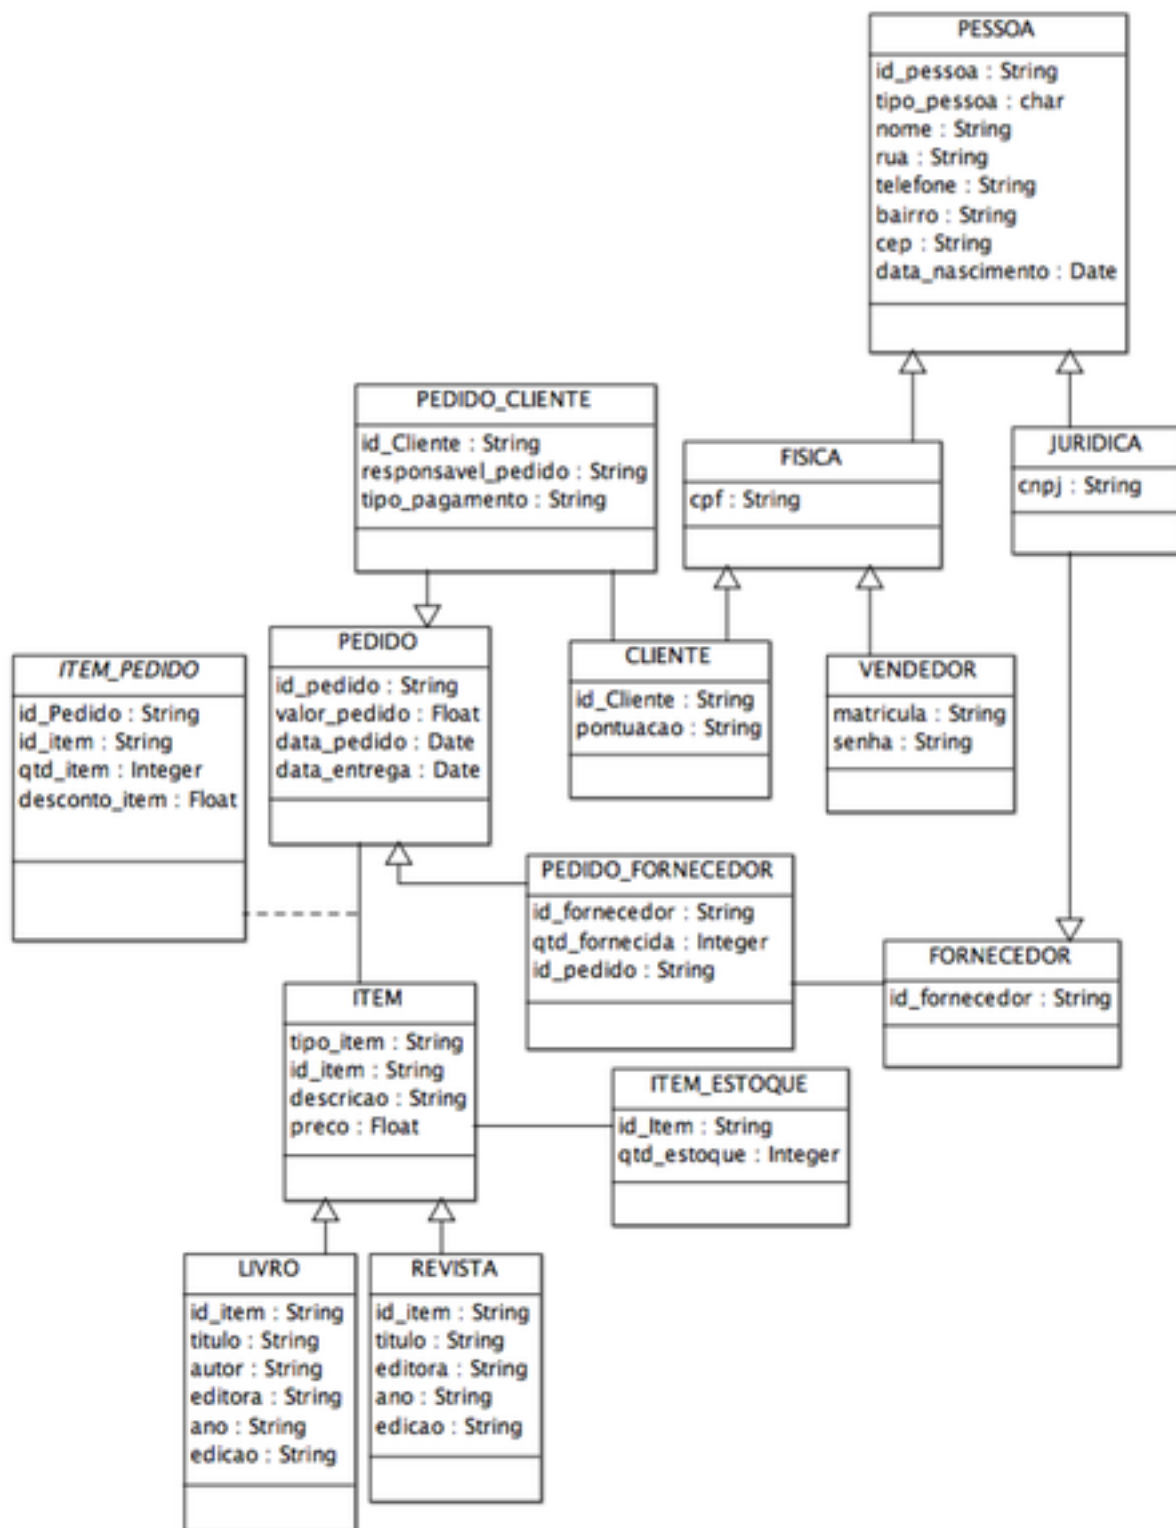 PESSOA
id_pessoa : String
tipo_pessoa : char
nome : String
rua : String
telefone : String
bairro : String
cep : String
data_nascimento : Date
PEDIDO_CLIENTE
id_Cliente : String
responsavel_pedido : String
tipo_pagamento : String
FISICA
cpf : String
JURIDICA
cnpj : String
ITEM_PEDIDO
id_Pedido : String
id_item : String
qtd_item : Integer
desconto_item : Float
PEDIDO
id_pedido : String
valor_pedido : Float
data_pedido : Date
data_entrega : Date
CLIENTE
id_Cliente : String
pontuacao : String
VENDEDOR
matricula : String
senha : String
PEDIDO_FORNECEDOR
id_fornecedor : String
qtd_fornecida : Integer
id_pedido : String
FORNECEDOR
id_fornecedor : String
ITEM
tipo_item : String
id_item : String
descricao : String
preco : Float
ITEM_ESTOQUE
id_Item : String
qtd_estoque : Integer
LIVRO
id_item : String
titulo : String
autor : String
editora : String
ano : String
edicao : String
REVISTA
id_item : String
titulo : String
editora : String
ano : String
edicao : String